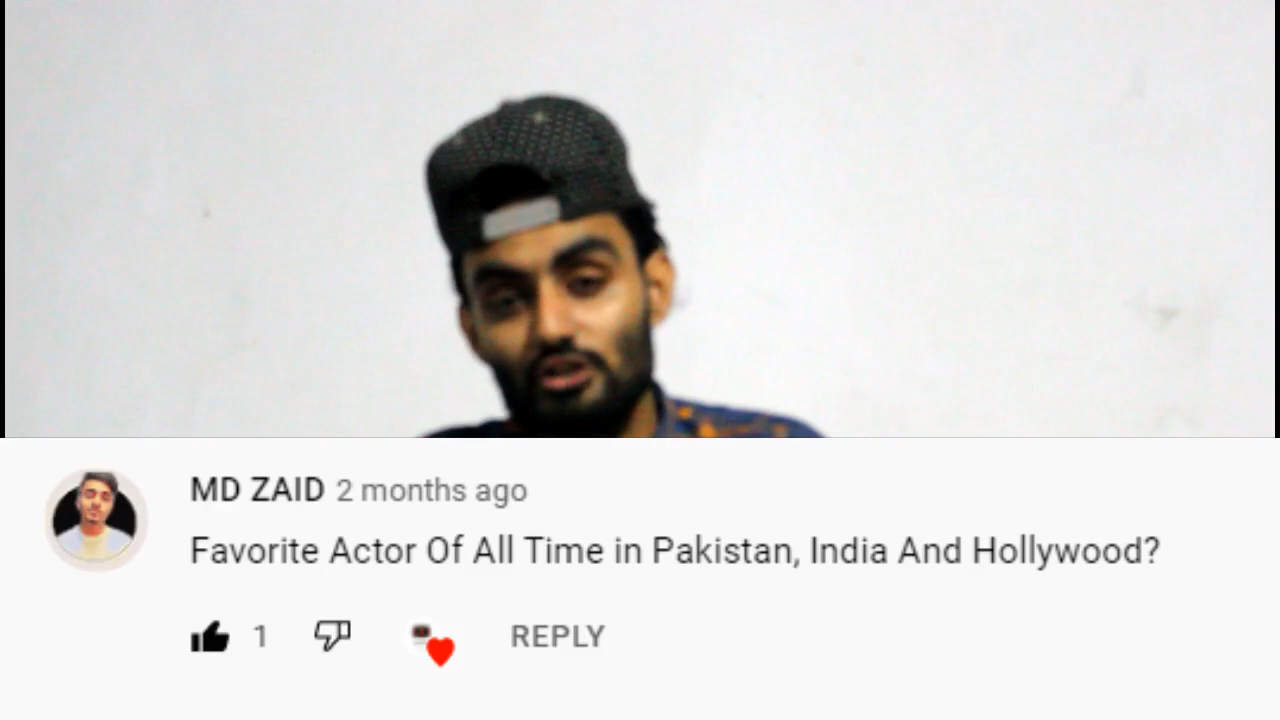 MD ZAID 2 months ago
Favorite Actor Of All Time in Pakistan, India And Hollywood?
1 REPLY